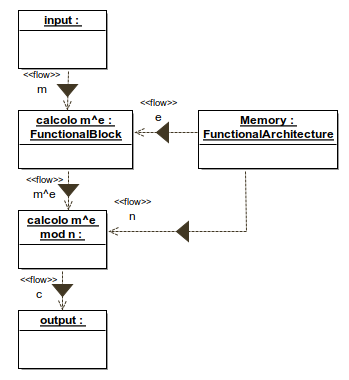 input :
<<flow>>
m
calcolo m^e :
FunctionalBlock
<<flow>>
e
Memory :
FunctionalArchitecture
<<flow>>
m^e
<<flow>>
n
calcolo m^e
mod n :
<<flow>>
c
output :